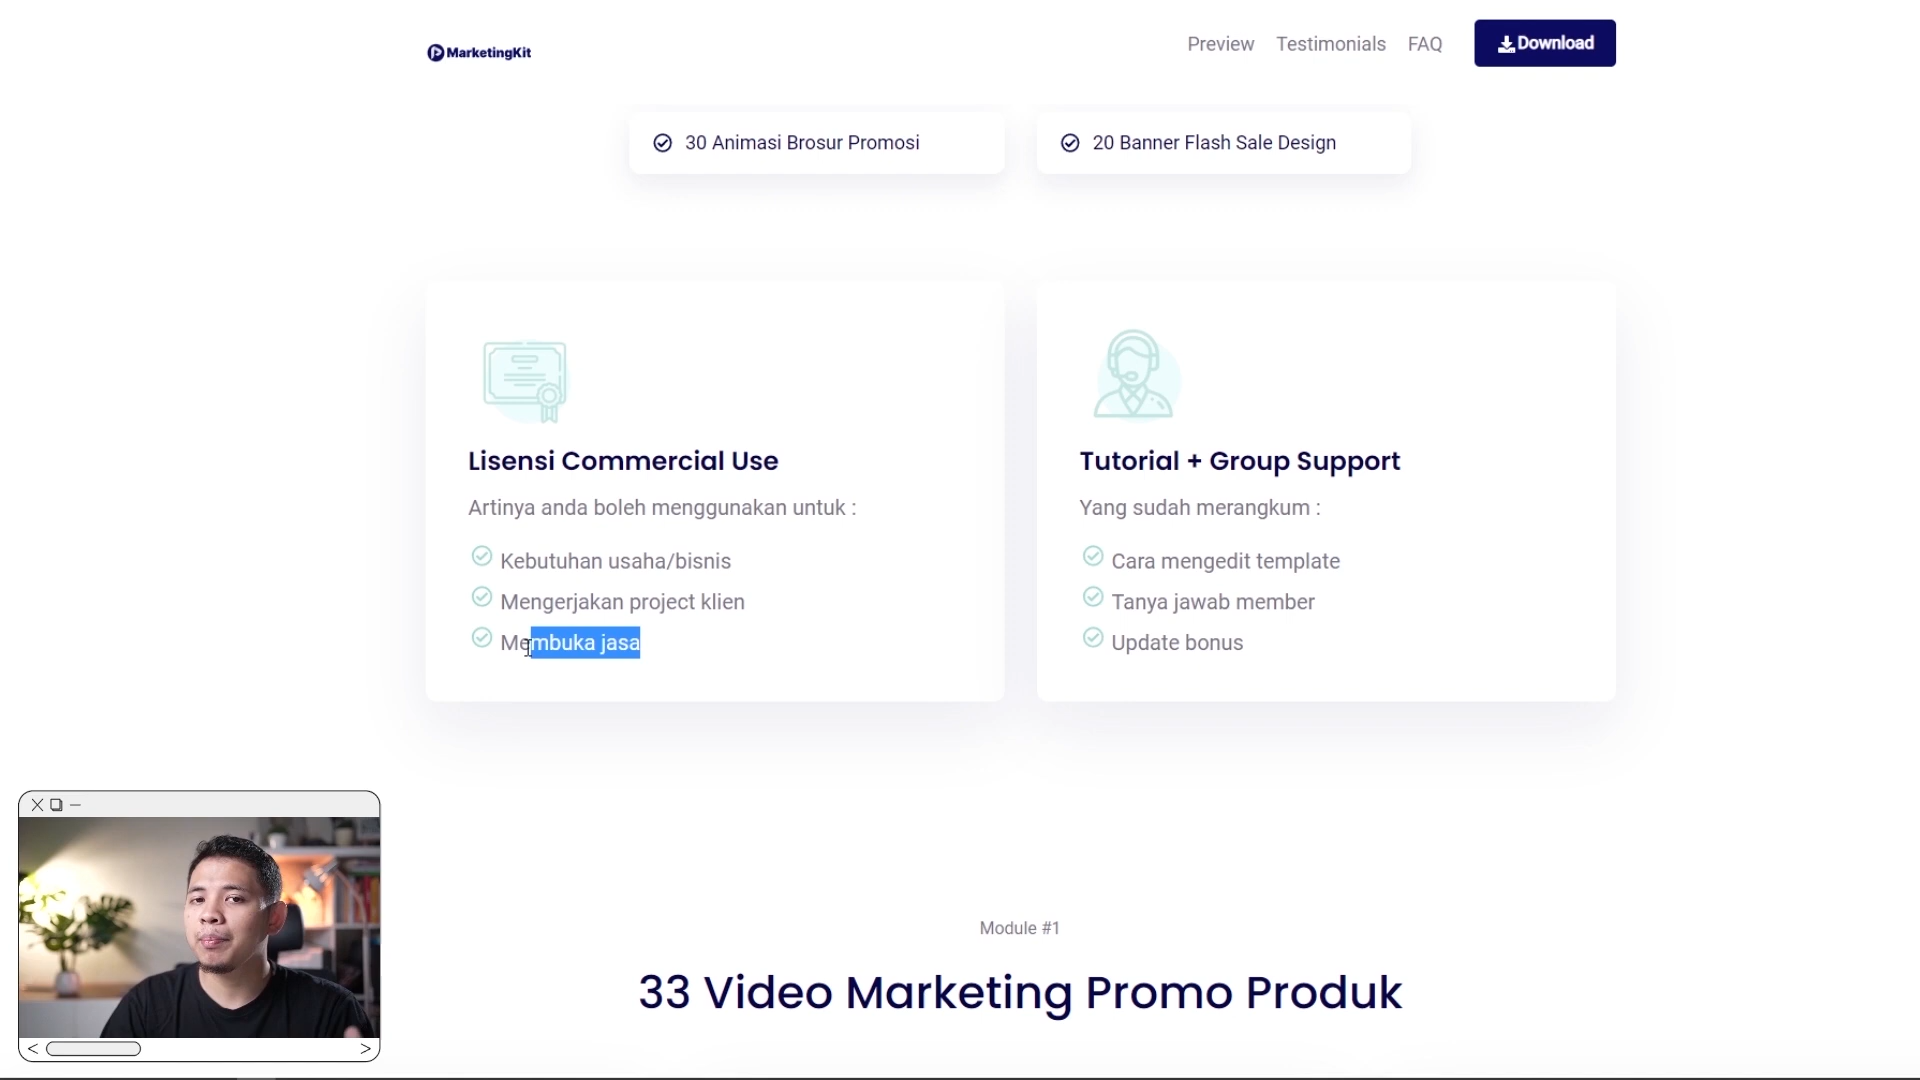 MarketingKit
Preview
Testimonials
FAQ
Download
30 Animasi Brosur Promosi
20 Banner Flash Sale Design
Lisensi Commercial Use
Artinya anda boleh menggunakan untuk :
Kebutuhan usaha/bisnis
Mengerjakan project klien
Membuka jasa
Tutorial + Group Support
Yang sudah merangkum :
Cara mengedit template
Tanya jawab member
Update bonus
Module #1
33 Video Marketing Promo Produk